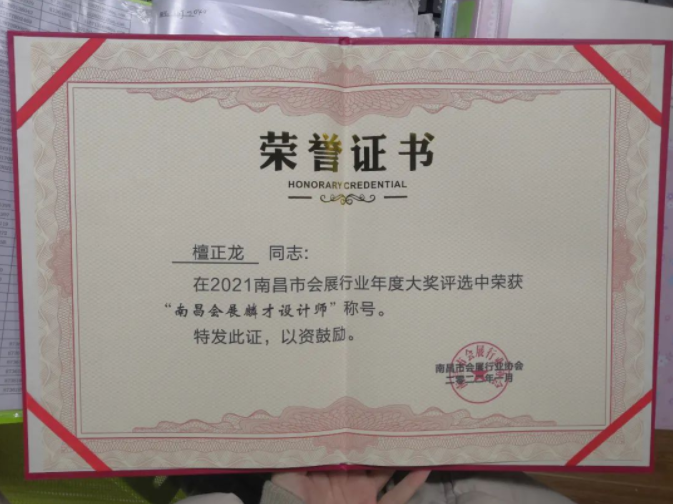 荣誉证书
HONORARY CREDENTIAL
檀正龙 同志：
在2021南昌市会展行业年度大奖评选中荣获
“南昌会展麟才设计师”称号。
特发此证，以资鼓励。
南昌市会展行业协会